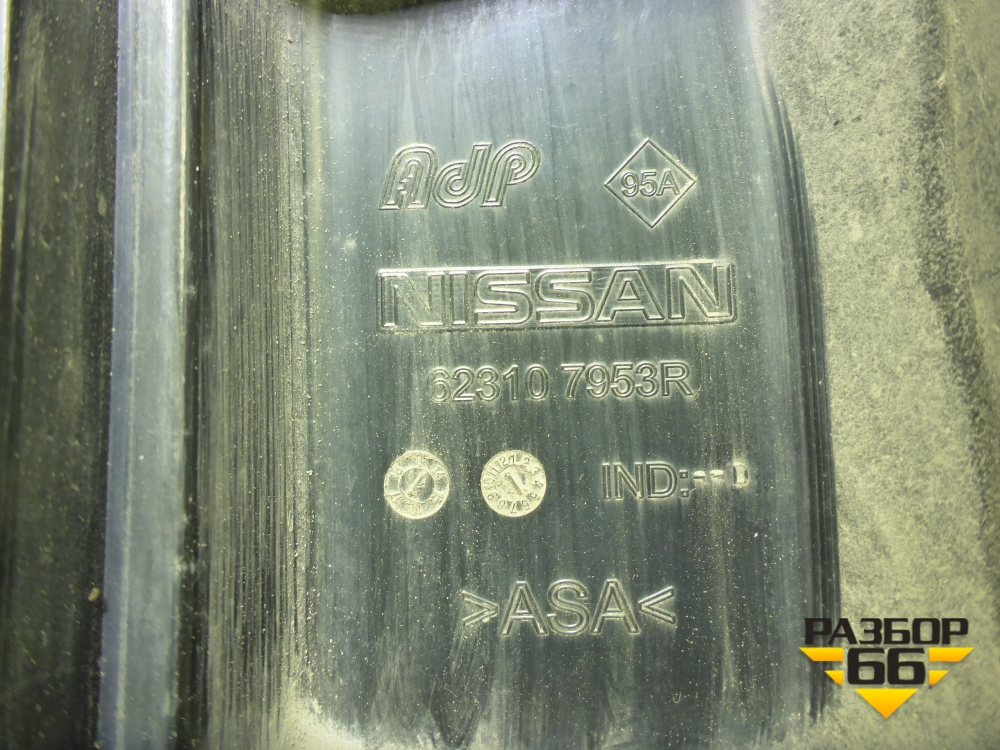 AdP
95A
NISSAN
62310 7953R
IND:
>ASA<
РАЗБОР
66